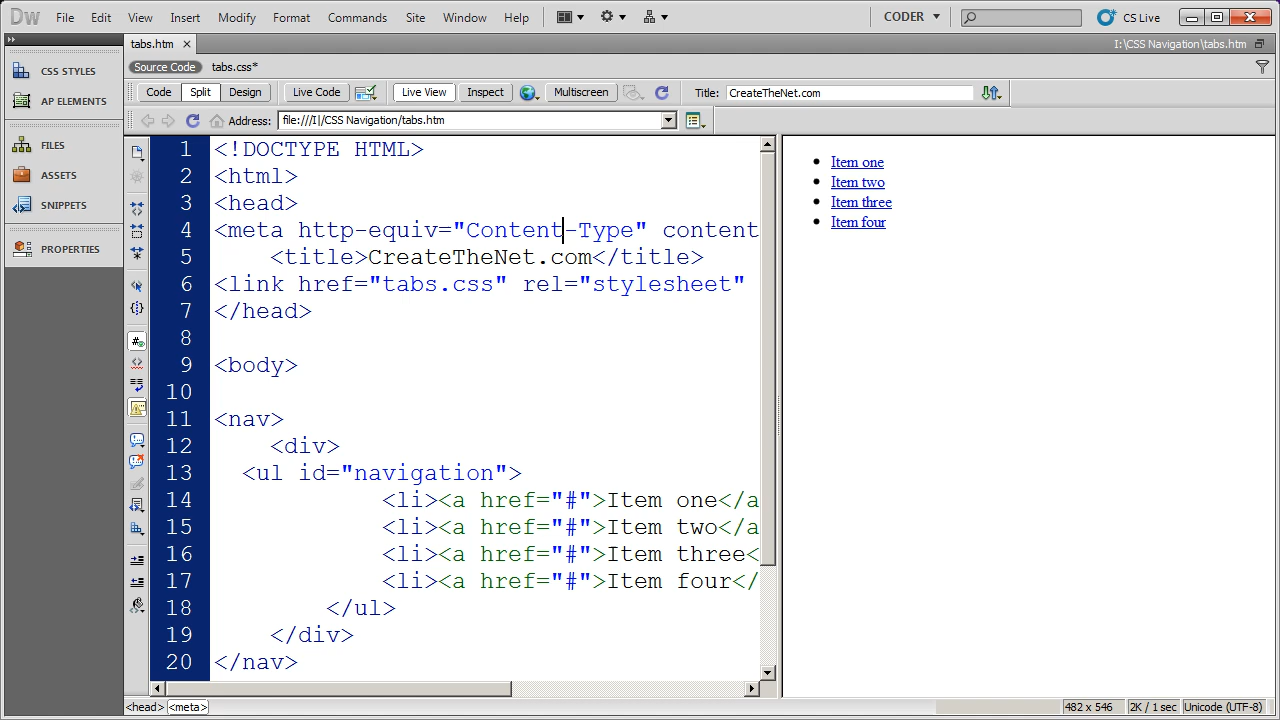 Dw File Edit View Insert Modify Format Commands Site Window Help CODER CS Live
tabs.htm I:\CSS Navigation\tabs.htm
Source Code tabs.css*
Code Split Design Live Code Live View Inspect Multiscreen Title: CreateTheNet.com
Address: file:///I|/CSS Navigation/tabs.htm
CSS STYLES
AP ELEMENTS
FILES
ASSETS
SNIPPETS
PROPERTIES
1 <!DOCTYPE HTML>
2 <html>
3 <head>
4 <meta http-equiv="Content-Type" content
5 <title>CreateTheNet.com</title>
6 <link href="tabs.css" rel="stylesheet"
7 </head>
8
9 <body>
10
11 <nav>
12 <div>
13 <ul id="navigation">
14 <li><a href="#">Item one</a
15 <li><a href="#">Item two</a
16 <li><a href="#">Item three<
17 <li><a href="#">Item four</
18 </ul>
19 </div>
20 </nav>
Item one
Item two
Item three
Item four
<head> <meta> 482 x 546 2K / 1 sec Unicode (UTF-8)